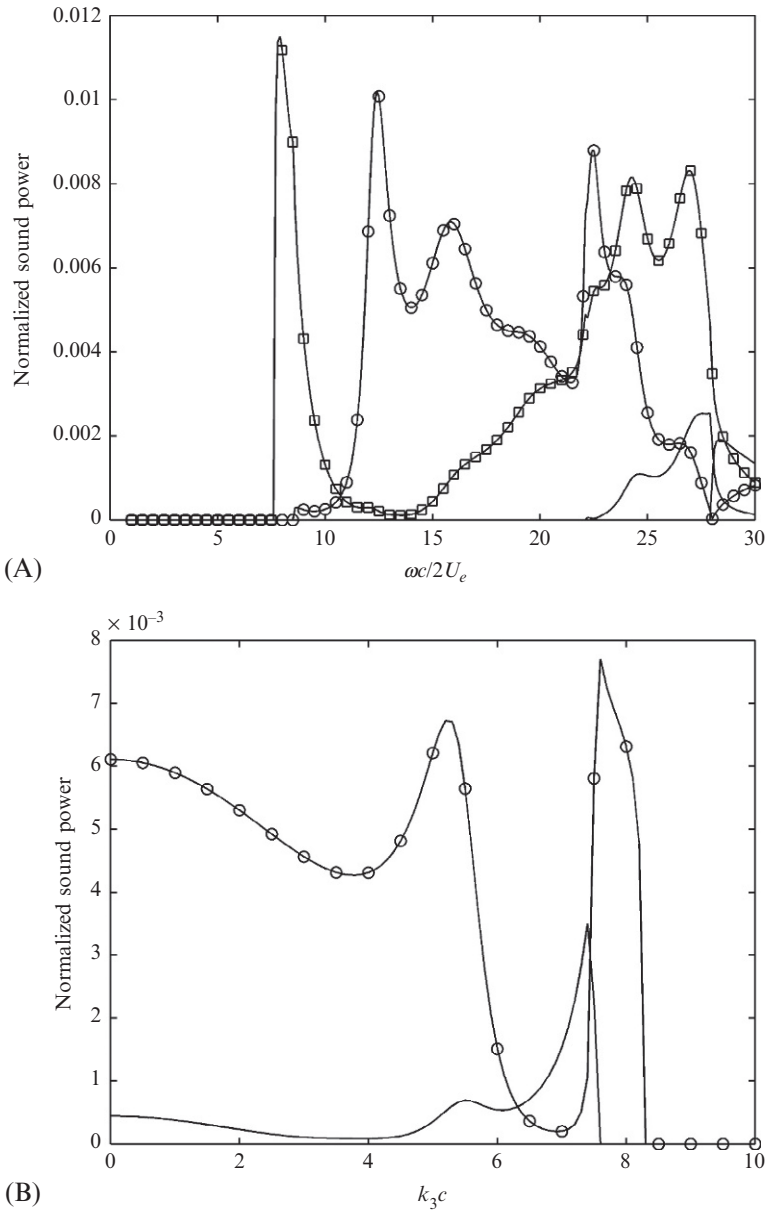 0.012
0.01
0.008
0.006
0.004
0.002
0
Normalized sound power
0 5 10 15 20 25 30
ωc/2U_e
(A)
× 10⁻³
8
7
6
5
4
3
2
1
0
Normalized sound power
0 2 4 6 8 10
k₃c
(B)